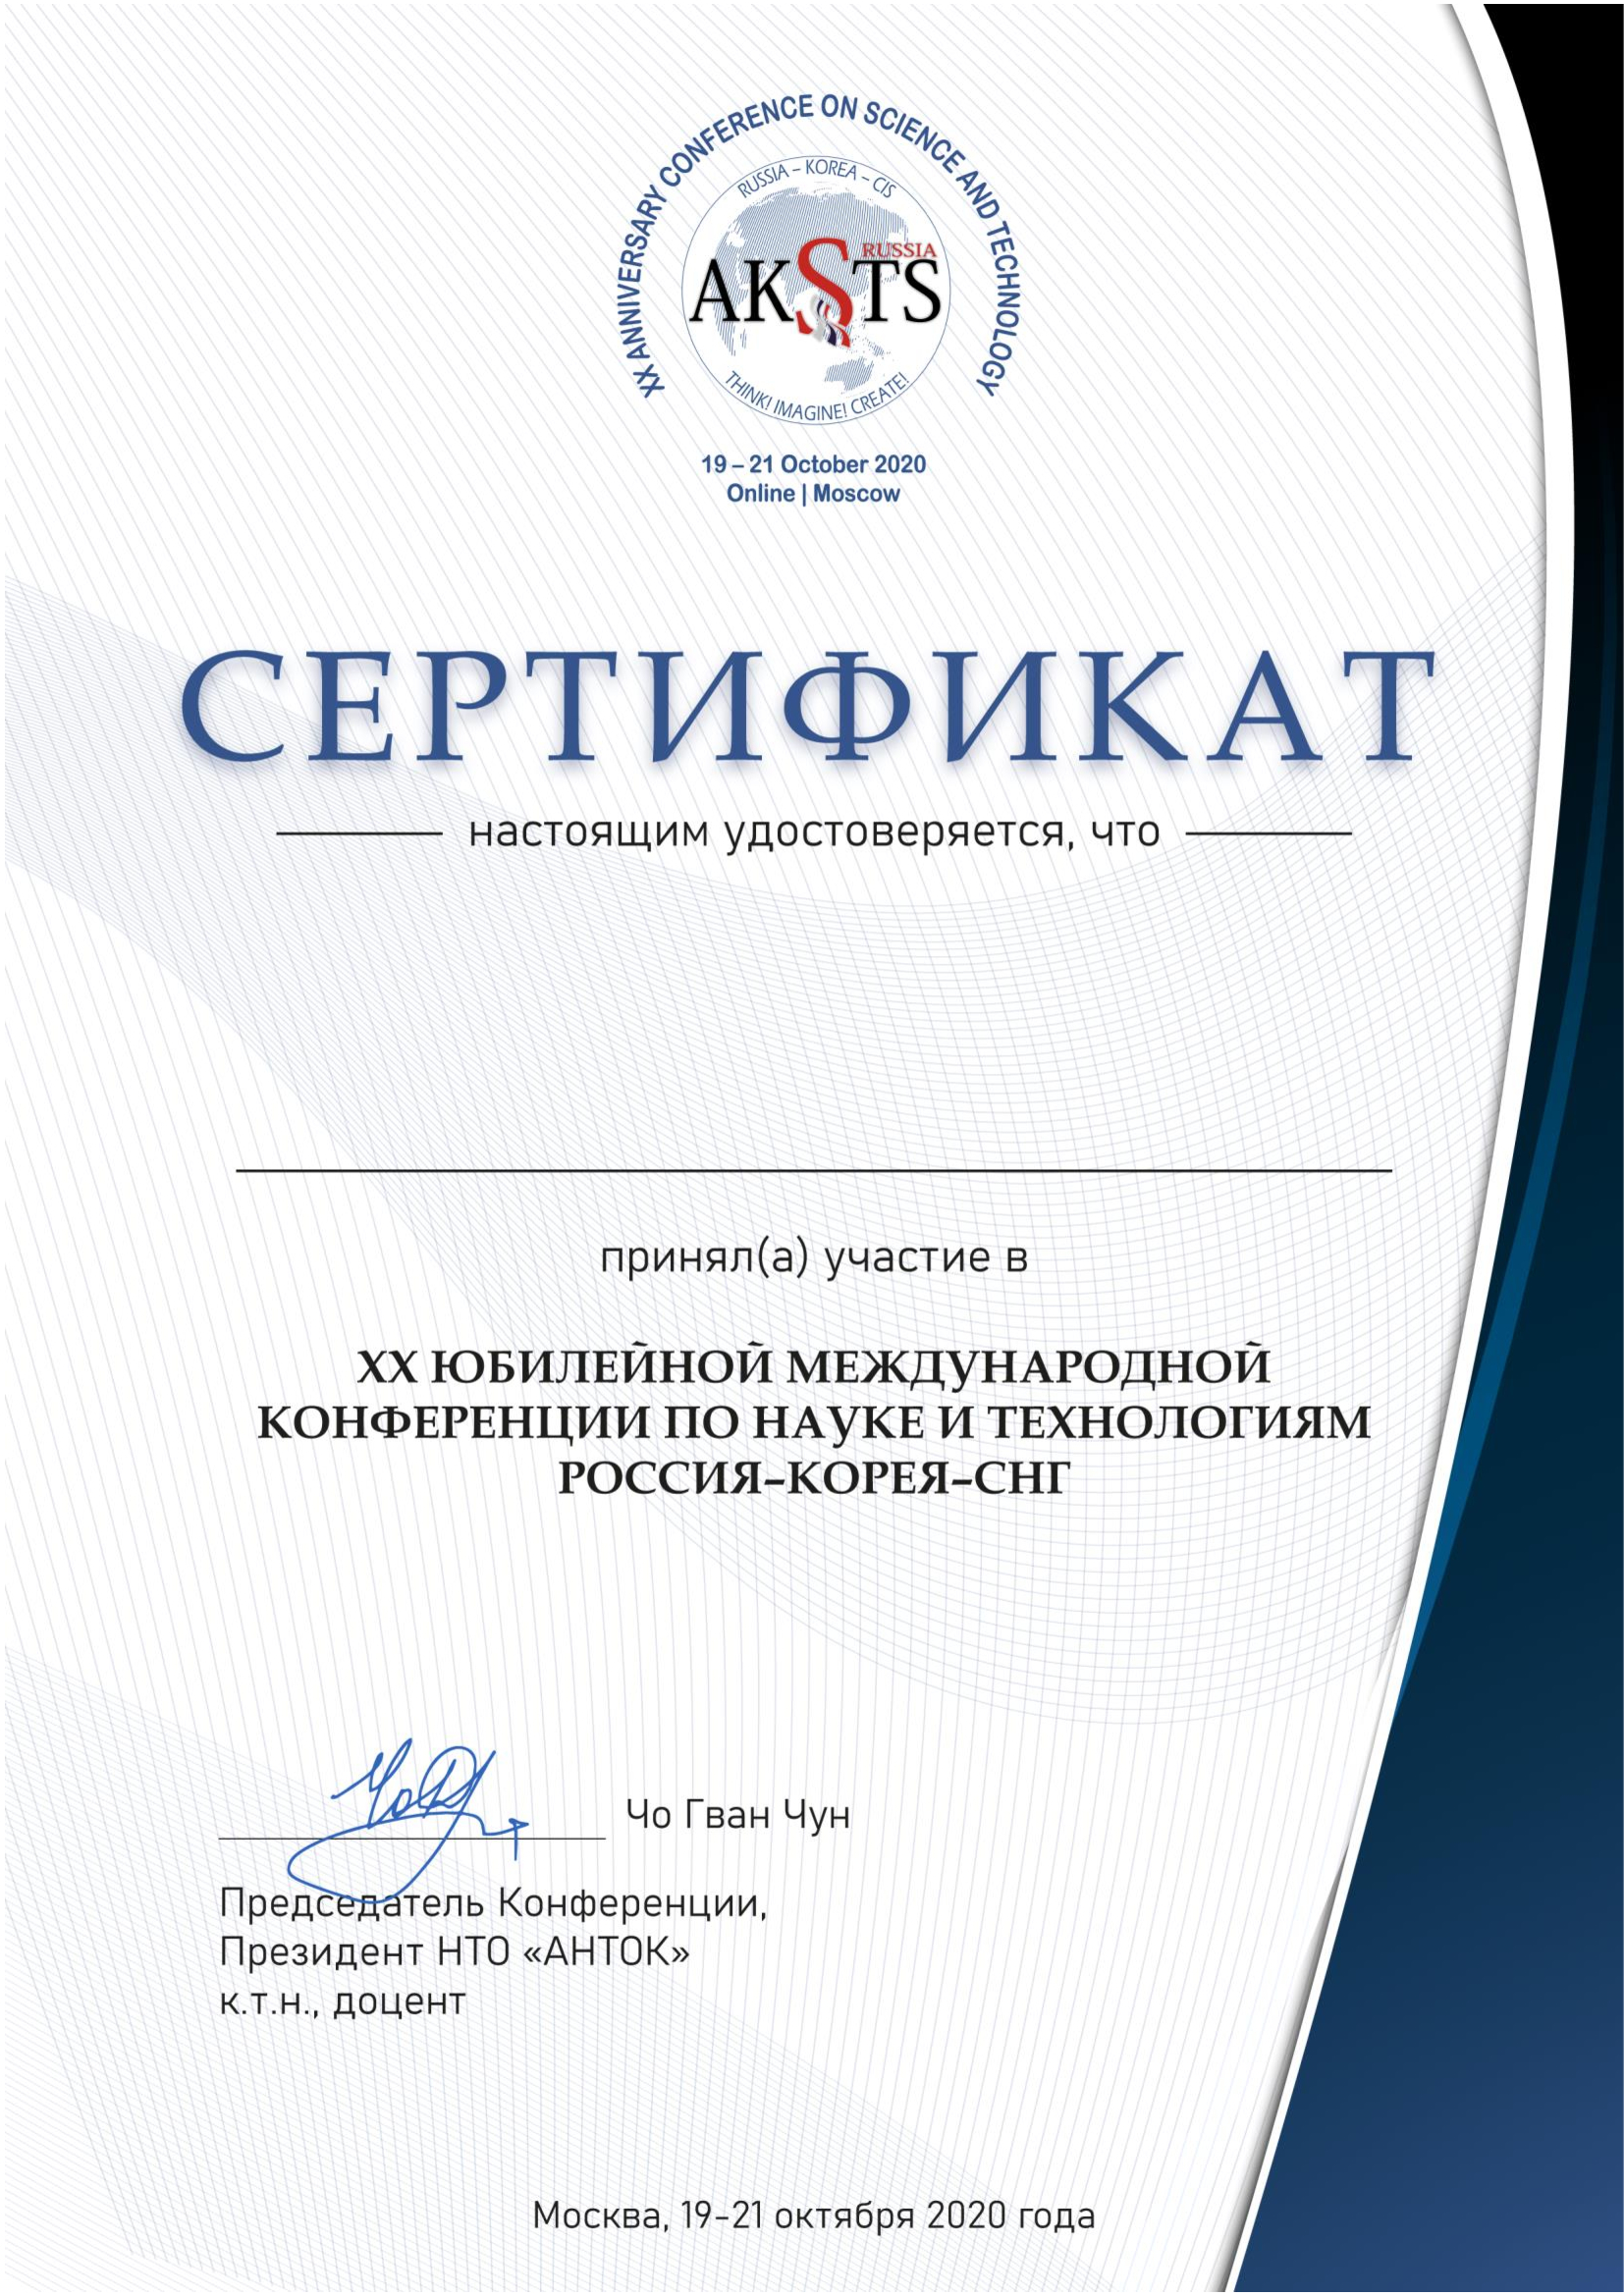 XX ANNIVERSARY CONFERENCE ON SCIENCE AND TECHNOLOGY
RUSSIA – KOREA – CIS
RUSSIA
AKSTS
THINK! IMAGINE! CREATE!
19 – 21 October 2020
Online | Moscow
СЕРТИФИКАТ
настоящим удостоверяется, что
принял(а) участие в
XX ЮБИЛЕЙНОЙ МЕЖДУНАРОДНОЙ
КОНФЕРЕНЦИИ ПО НАУКЕ И ТЕХНОЛОГИЯМ
РОССИЯ–КОРЕЯ–СНГ
Чо Гван Чун
Председатель Конференции,
Президент НТО «АНТОК»
к.т.н., доцент
Москва, 19-21 октября 2020 года